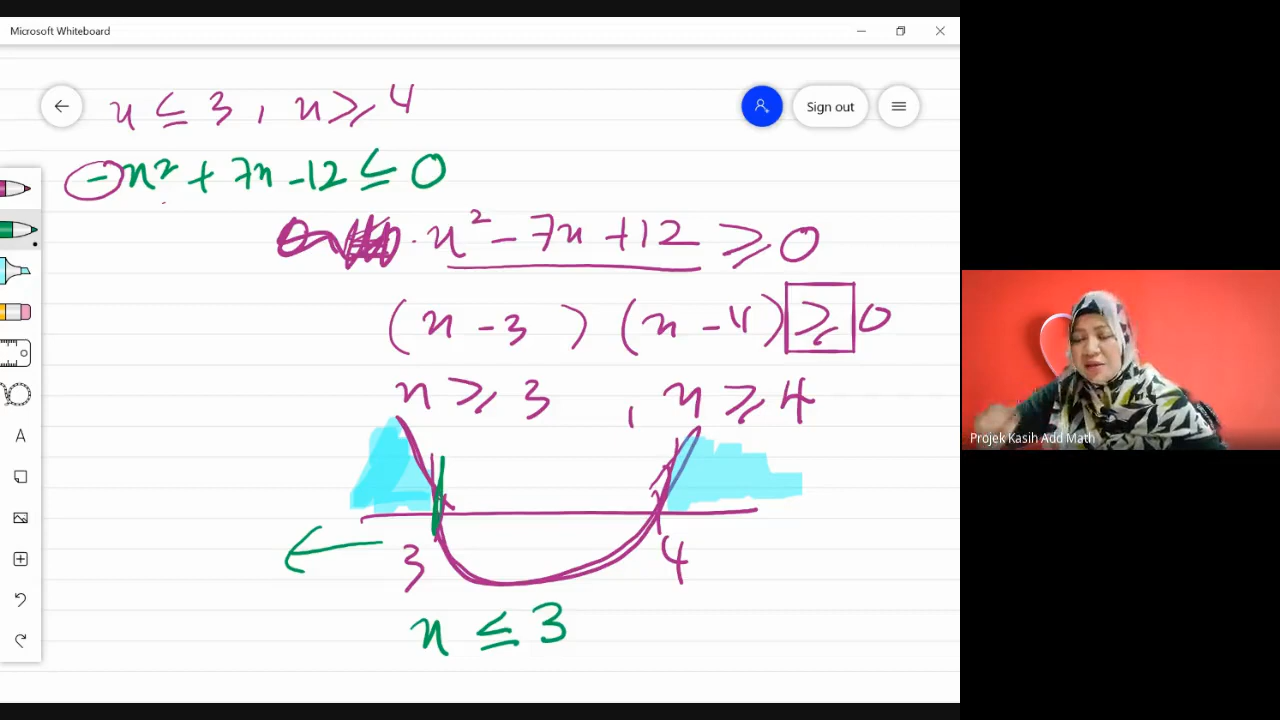 Microsoft Whiteboard
x ≤ 3 , x ≥ 4
Sign out
-x² + 7x - 12 ≤ 0
x² - 7x + 12 ≥ 0
(x - 3 ) (x - 4) ≥ 0
x ≥ 3 , x ≥ 4
A
3 4
x ≤ 3
Projek Kasih Add Math